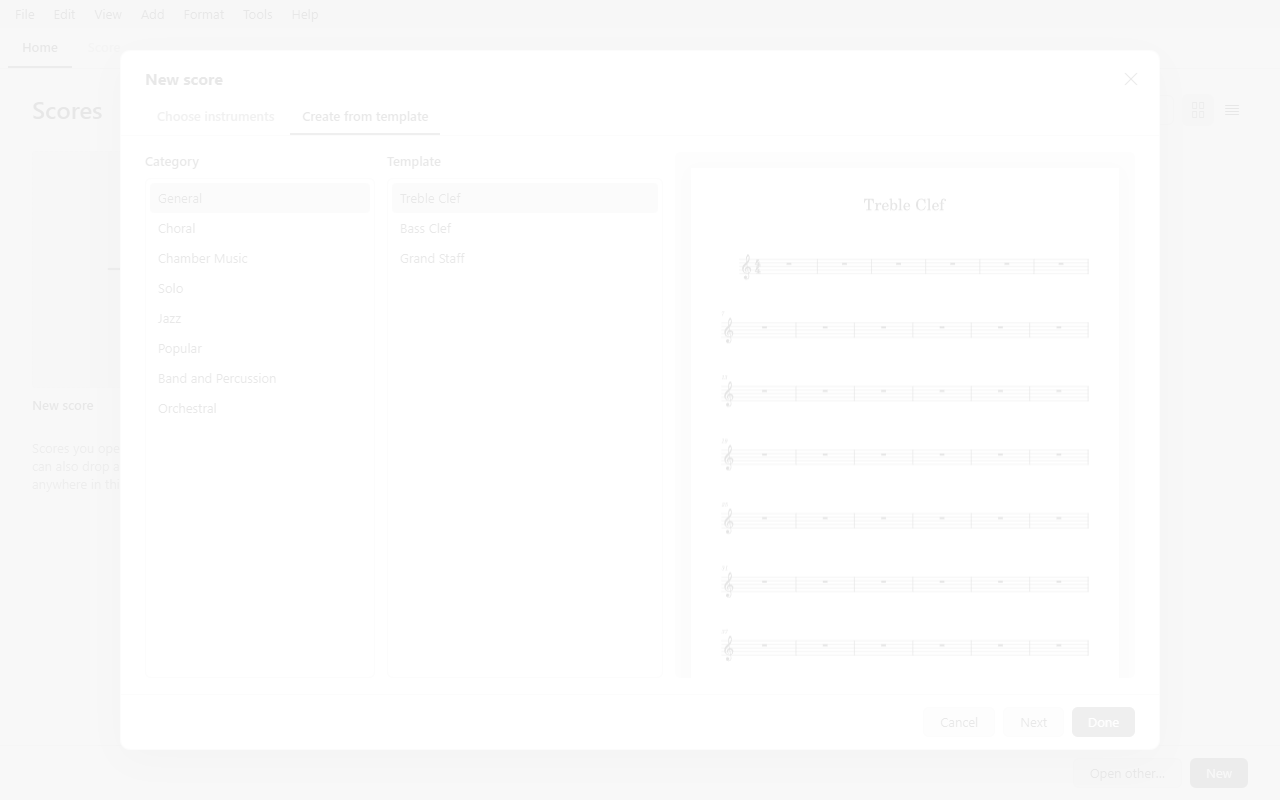 File Edit View Add Format Tools Help
Home
Scores
New score
Choose instruments Create from template
Category
General
Choral
Chamber Music
Solo
Jazz
Popular
Band and Percussion
Orchestral
Template
Treble Clef
Bass Clef
Grand Staff
Treble Clef
New score
Scores you ope
can also drop a
anywhere in th
Cancel Next Done
Open other... New